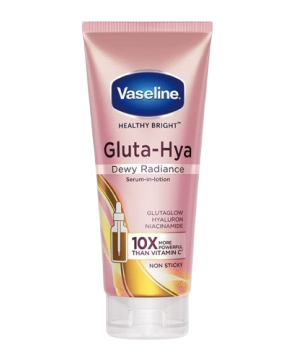 Vaseline.
HEALTHY BRIGHT™
Gluta-Hya
Dewy Radiance
Serum-in-lotion
GLUTAGLOW
HYALURON
NIACINAMIDE
10X MORE POWERFUL
THAN VITAMIN C*
NON STICKY